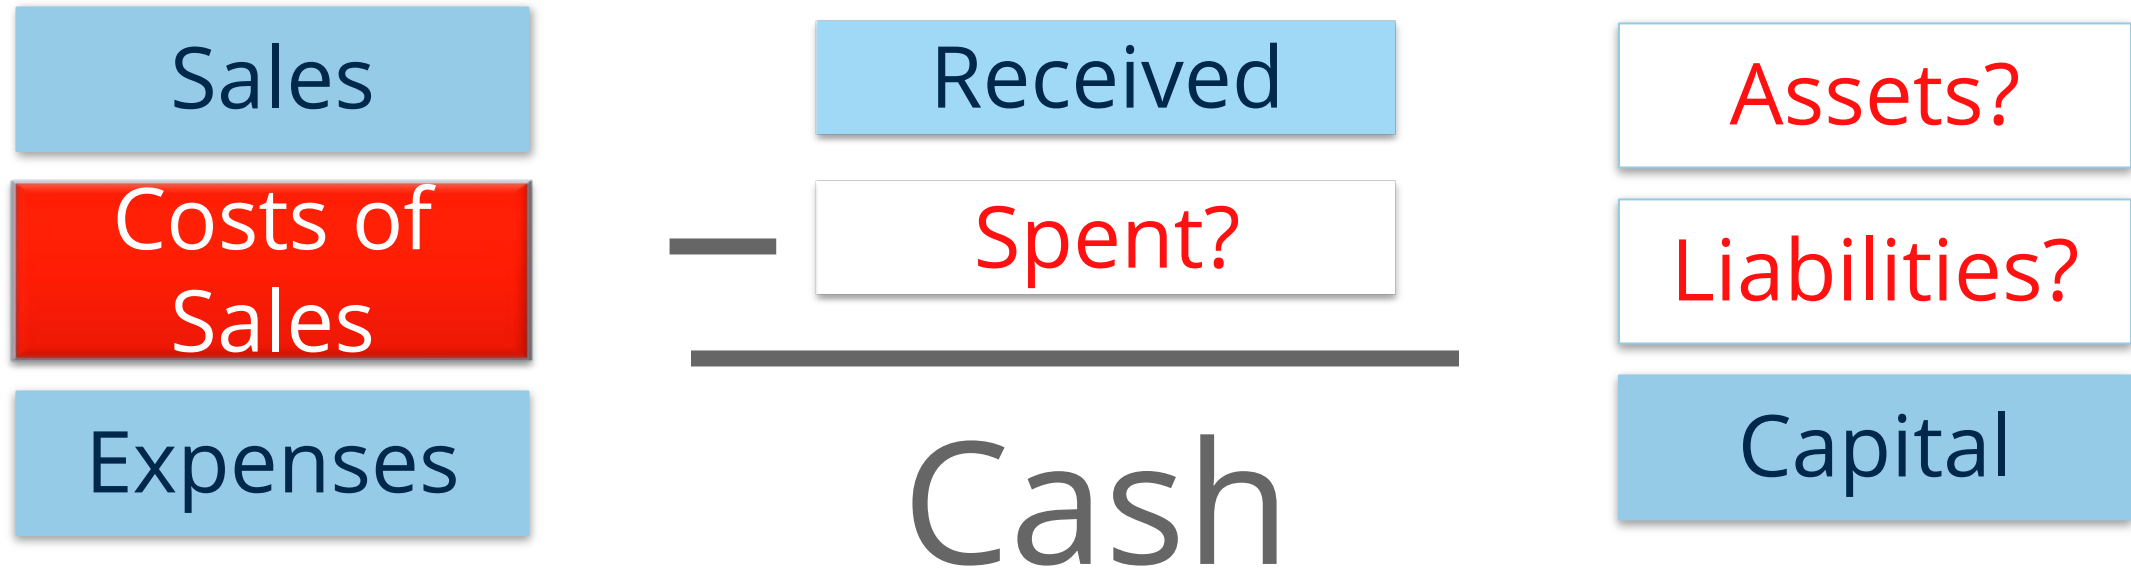 Sales
Costs of
Sales
Expenses
Received
Spent?
Cash
Assets?
Liabilities?
Capital